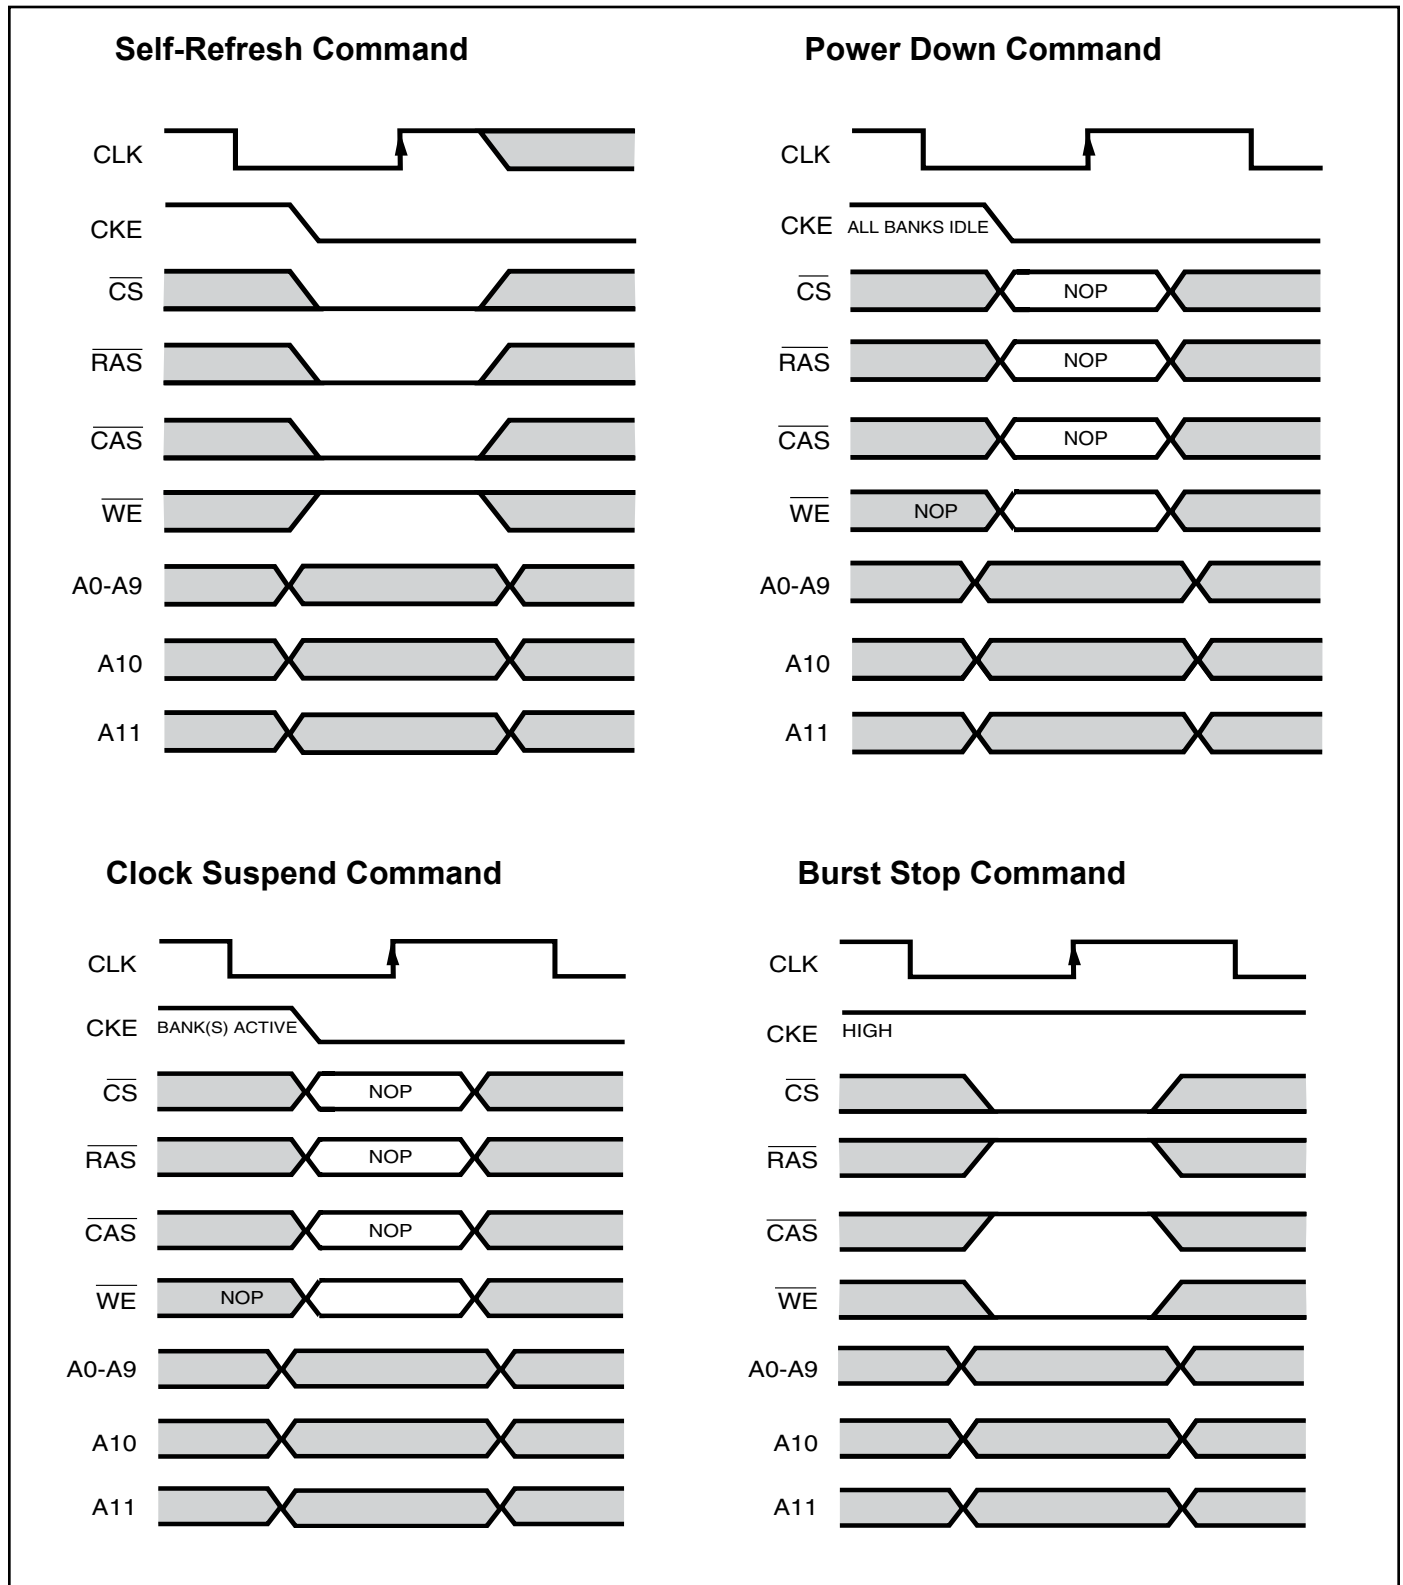 Self-Refresh Command
CLK
CKE
CS
RAS
CAS
WE
A0-A9
A10
A11
Power Down Command
CLK
CKE ALL BANKS IDLE
CS NOP
RAS NOP
CAS NOP
WE NOP
A0-A9
A10
A11
Clock Suspend Command
CLK
CKE BANK(S) ACTIVE
CS NOP
RAS NOP
CAS NOP
WE NOP
A0-A9
A10
A11
Burst Stop Command
CLK
CKE HIGH
CS
RAS
CAS
WE
A0-A9
A10
A11